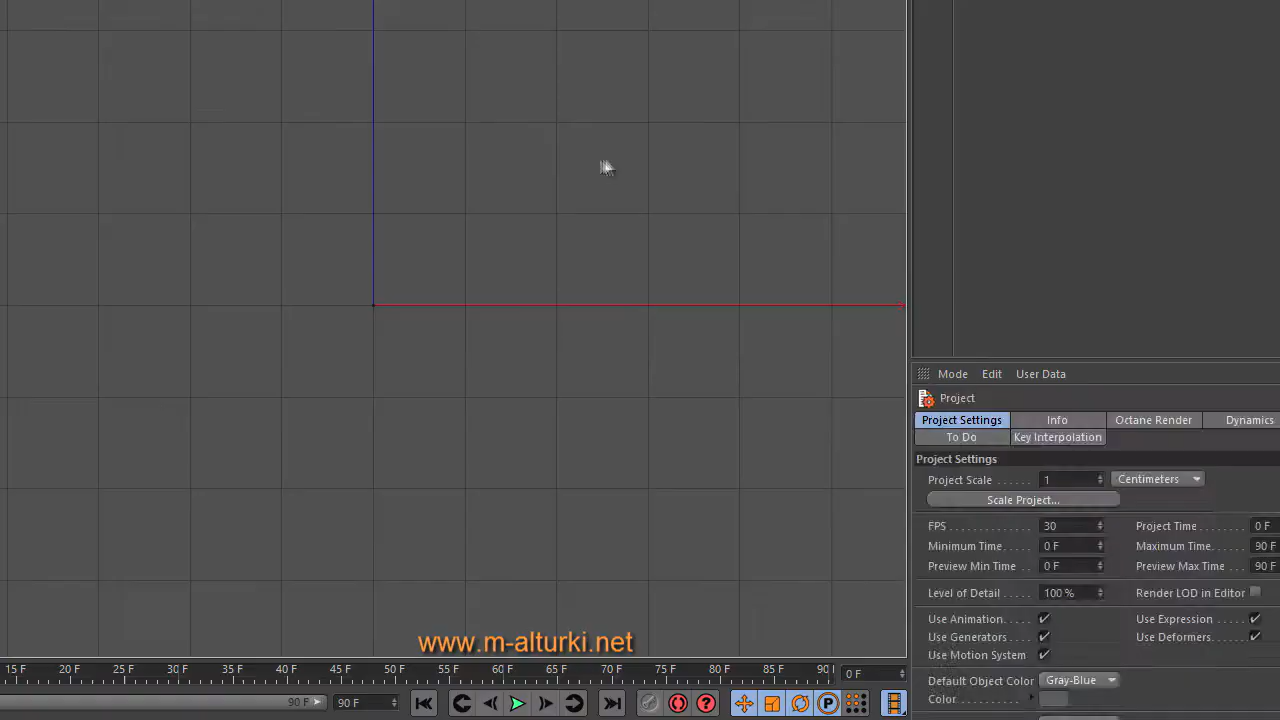 Mode Edit User Data
Project
Project Settings Info Octane Render Dynamics
To Do Key Interpolation
Project Settings
Project Scale 1 Centimeters
Scale Project...
FPS 30 Project Time 0 F
Minimum Time 0 F Maximum Time 90 F
Preview Min Time 0 F Preview Max Time 90 F
Level of Detail 100 % Render LOD in Editor
Use Animation Use Expression
Use Generators Use Deformers
www.m-alturki.net
Use Motion System
15 F 20 F 25 F 30 F 35 F 40 F 45 F 50 F 55 F 60 F 65 F 70 F 75 F 80 F 85 F 90 0 F
Default Object Color Gray-Blue
Color
90 F 90 F
P